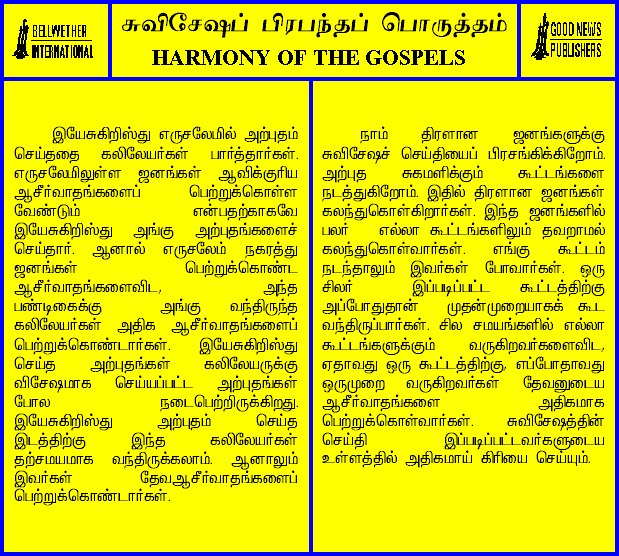 BELLWETHER
INTERNATIONAL
சுவிசேஷப் பிரபந்தப் பொருத்தம்
HARMONY OF THE GOSPELS
GOOD NEWS
PUBLISHERS
இயேசுகிறிஸ்து எருசலேமில் அற்புதம்
செய்ததை கலிலேயர்கள் பார்த்தார்கள்.
எருசலேமிலுள்ள ஜனங்கள் ஆவிக்குரிய
ஆசீர்வாதங்களைப் பெற்றுக்கொள்ள
வேண்டும் என்பதற்காகவே
இயேசுகிறிஸ்து அங்கு அற்புதங்களைச்
செய்தார். ஆனால் எருசலேம் நகரத்து
ஜனங்கள் பெற்றுக்கொண்ட
ஆசீர்வாதங்களைவிட, அந்த
பண்டிகைக்கு அங்கு வந்திருந்த
கலிலேயர்கள் அதிக ஆசீர்வாதங்களைப்
பெற்றுக்கொண்டார்கள். இயேசுகிறிஸ்து
செய்த அற்புதங்கள் கலிலேயருக்கு
விசேஷமாக செய்யப்பட்ட அற்புதங்கள்
போல நடைபெற்றிருக்கிறது.
இயேசுகிறிஸ்து அற்புதம் செய்த
இடத்திற்கு இந்த கலிலேயர்கள்
தற்சமயமாக வந்திருக்கலாம். ஆனாலும்
இவர்கள் தேவஆசீர்வாதங்களைப்
பெற்றுக்கொண்டார்கள்.
நாம் திரளான ஜனங்களுக்கு
சுவிசேஷச் செய்தியைப் பிரசங்கிக்கிறோம்.
அற்புத சுகமளிக்கும் கூட்டங்களை
நடத்துகிறோம். இதில் திரளான ஜனங்கள்
கலந்துகொள்கிறார்கள். இந்த ஜனங்களில்
பலர் எல்லா கூட்டங்களிலும் தவறாமல்
கலந்துகொள்வார்கள். எங்கு கூட்டம்
நடந்தாலும் இவர்கள் போவார்கள். ஒரு
சிலர் இப்படிப்பட்ட கூட்டத்திற்கு
அப்போதுதான் முதன்முறையாகக் கூட
வந்திருப்பார்கள். சில சமயங்களில் எல்லா
கூட்டங்களுக்கும் வருகிறவர்களைவிட,
ஏதாவது ஒரு கூட்டத்திற்கு, எப்போதாவது
ஒருமுறை வருகிறவர்கள் தேவனுடைய
ஆசீர்வாதங்களை அதிகமாக
பெற்றுக்கொள்வார்கள். சுவிசேஷத்தின்
செய்தி இப்படிப்பட்டவர்களுடைய
உள்ளத்தில் அதிகமாய் கிரியை செய்யும்.